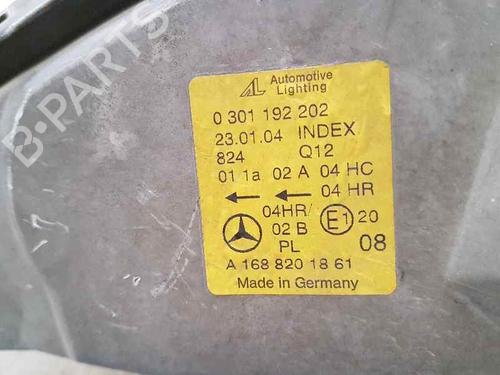 B-PARTS
Automotive
Lighting
0 301 192 202
23.01.04 INDEX
824 Q12
01 1a 02 A 04 HC
04 HR
04HR/ E1 20
02 B
PL 08
A 168 820 18 61
Made in Germany